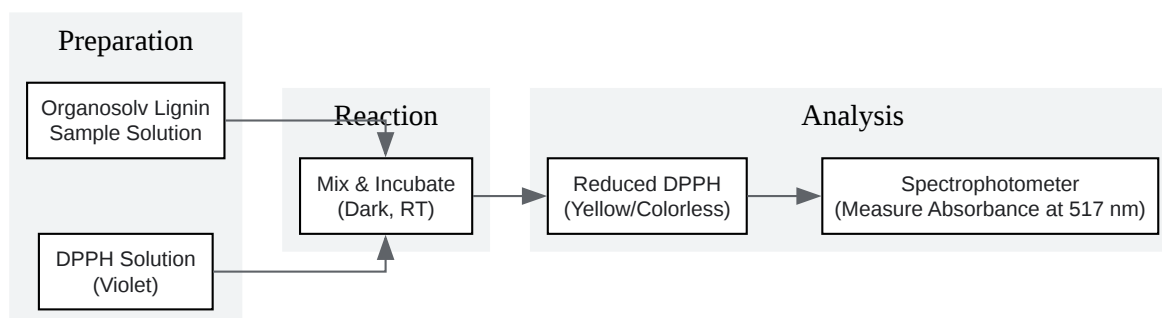 Preparation
Organosolv Lignin
Sample Solution
DPPH Solution
(Violet)
Reaction
Mix & Incubate
(Dark, RT)
Analysis
Reduced DPPH
(Yellow/Colorless)
Spectrophotometer
(Measure Absorbance at 517 nm)